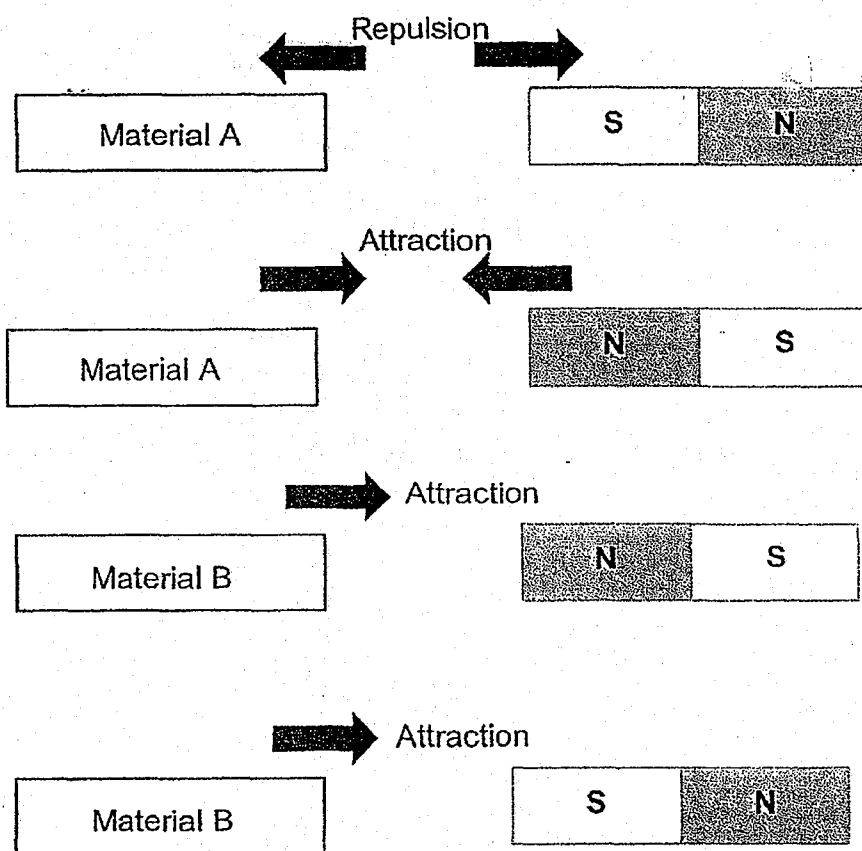 Repulsion
Material A
S N
Attraction
Material A
N S
Attraction
Material B
N S
Attraction
Material B
S N